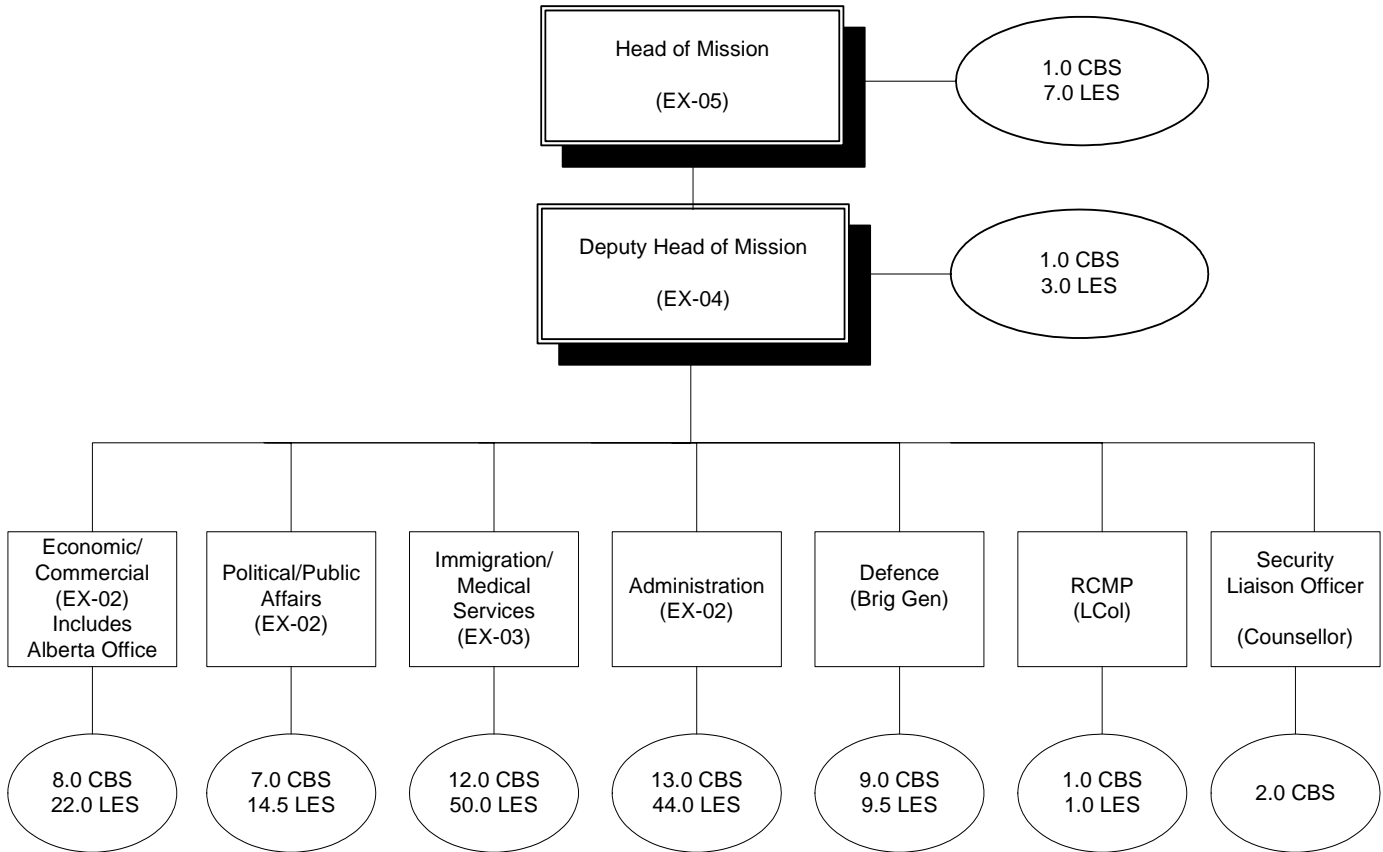 Head of Mission
(EX-05)
1.0 CBS
7.0 LES
Deputy Head of Mission
(EX-04)
1.0 CBS
3.0 LES
Economic/
Commercial
(EX-02)
Includes
Alberta Office
Political/Public
Affairs
(EX-02)
Immigration/
Medical
Services
(EX-03)
Administration
(EX-02)
Defence
(Brig Gen)
RCMP
(LCol)
Security
Liaison Officer
(Counsellor)
8.0 CBS
22.0 LES
7.0 CBS
14.5 LES
12.0 CBS
50.0 LES
13.0 CBS
44.0 LES
9.0 CBS
9.5 LES
1.0 CBS
1.0 LES
2.0 CBS